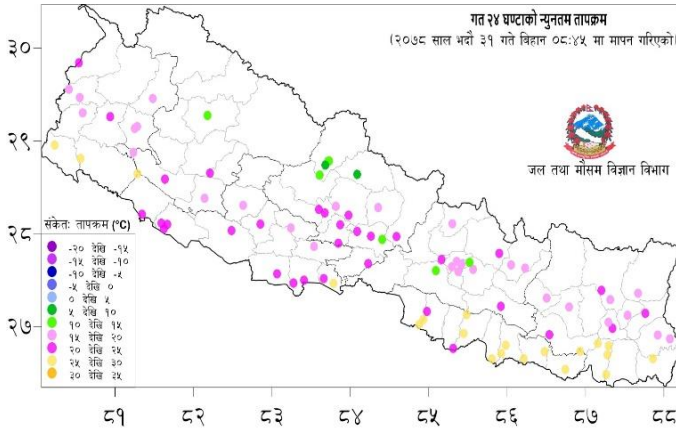 गत २४ घण्टाको न्युनतम तापक्रम
(२०७८ साल भदौ ३१ गते विहान ०८:४५ मा मापन गरिएको)
३०
२९
२८
२७
जल तथा मौसम विज्ञान विभाग
संकेत: तापक्रम (°C)
-२० देखि -१५
-१५ देखि -१०
-१० देखि -५
-५ देखि ०
० देखि ५
५ देखि १०
१० देखि १५
१५ देखि २०
२० देखि २५
२५ देखि ३०
३० देखि ३५
८१ ८२ ८३ ८४ ८५ ८६ ८७ ८८